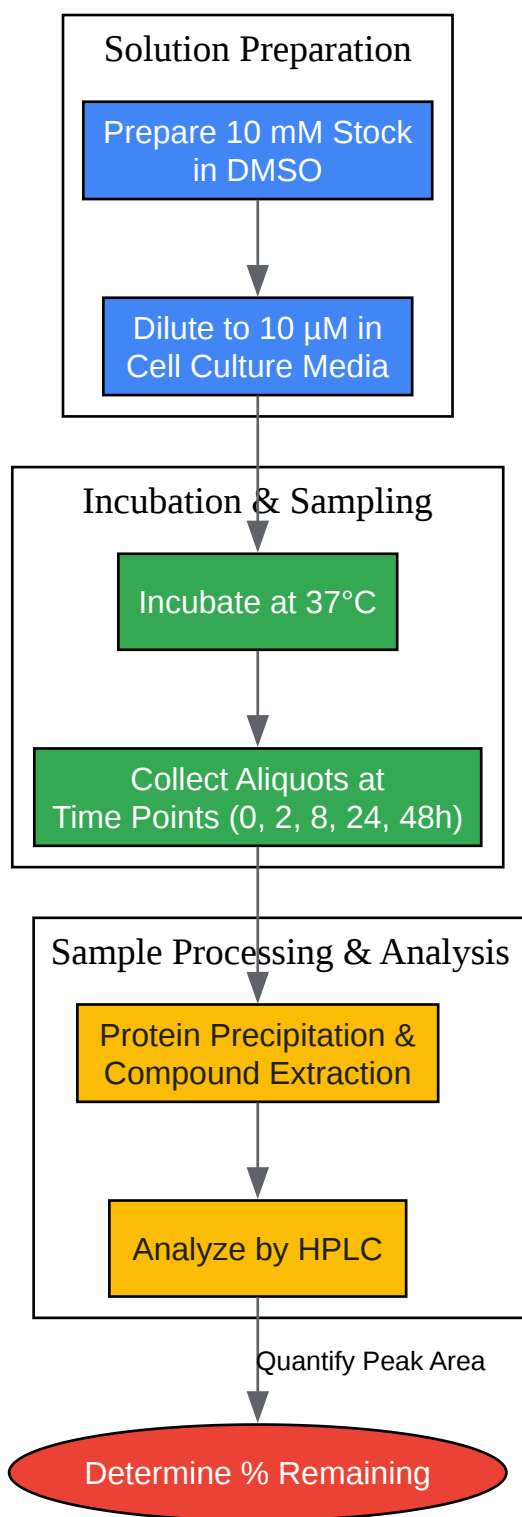 Solution Preparation
Prepare 10 mM Stock
in DMSO
Dilute to 10 µM in
Cell Culture Media
Incubation & Sampling
Incubate at 37°C
Collect Aliquots at
Time Points (0, 2, 8, 24, 48h)
Sample Processing & Analysis
Protein Precipitation &
Compound Extraction
Analyze by HPLC
Quantify Peak Area
Determine % Remaining